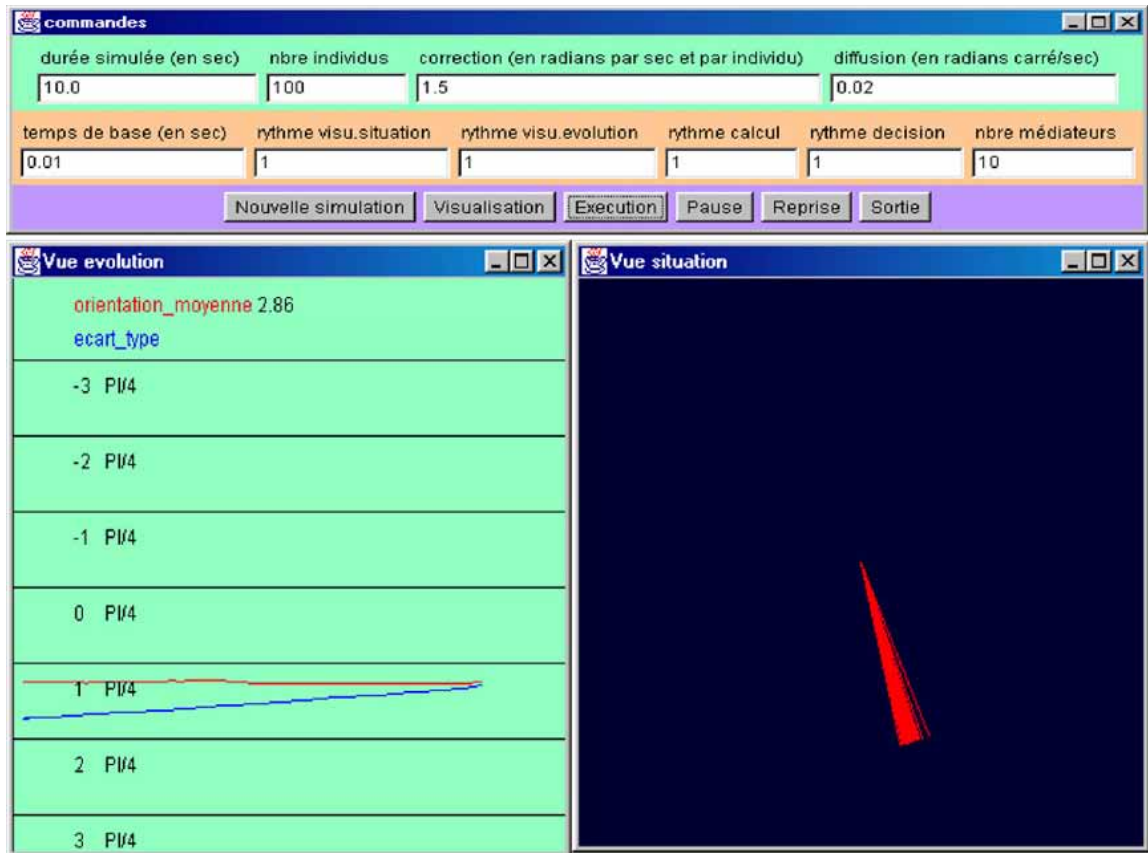 commandes
durée simulée (en sec) nbre individus correction (en radians par sec et par individu) diffusion (en radians carré/sec)
10.0 100 1.5 0.02
temps de base (en sec) rythme visu.situation rythme visu.evolution rythme calcul rythme decision nbre médiateurs
0.01 1 1 1 1 10
Nouvelle simulation Visualisation Execution Pause Reprise Sortie
Vue evolution
orientation_moyenne 2.86
ecart_type
-3 PI/4
-2 PI/4
-1 PI/4
0 PI/4
1 PI/4
2 PI/4
3 PI/4
Vue situation